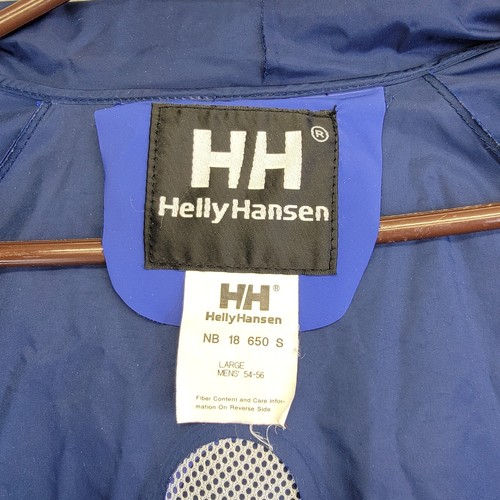 HH®
Helly Hansen
HH®
Helly Hansen
NB 18 650 S
LARGE
MENS' 54-56
Fiber Content and Care Infor-
mation On Reverse Side